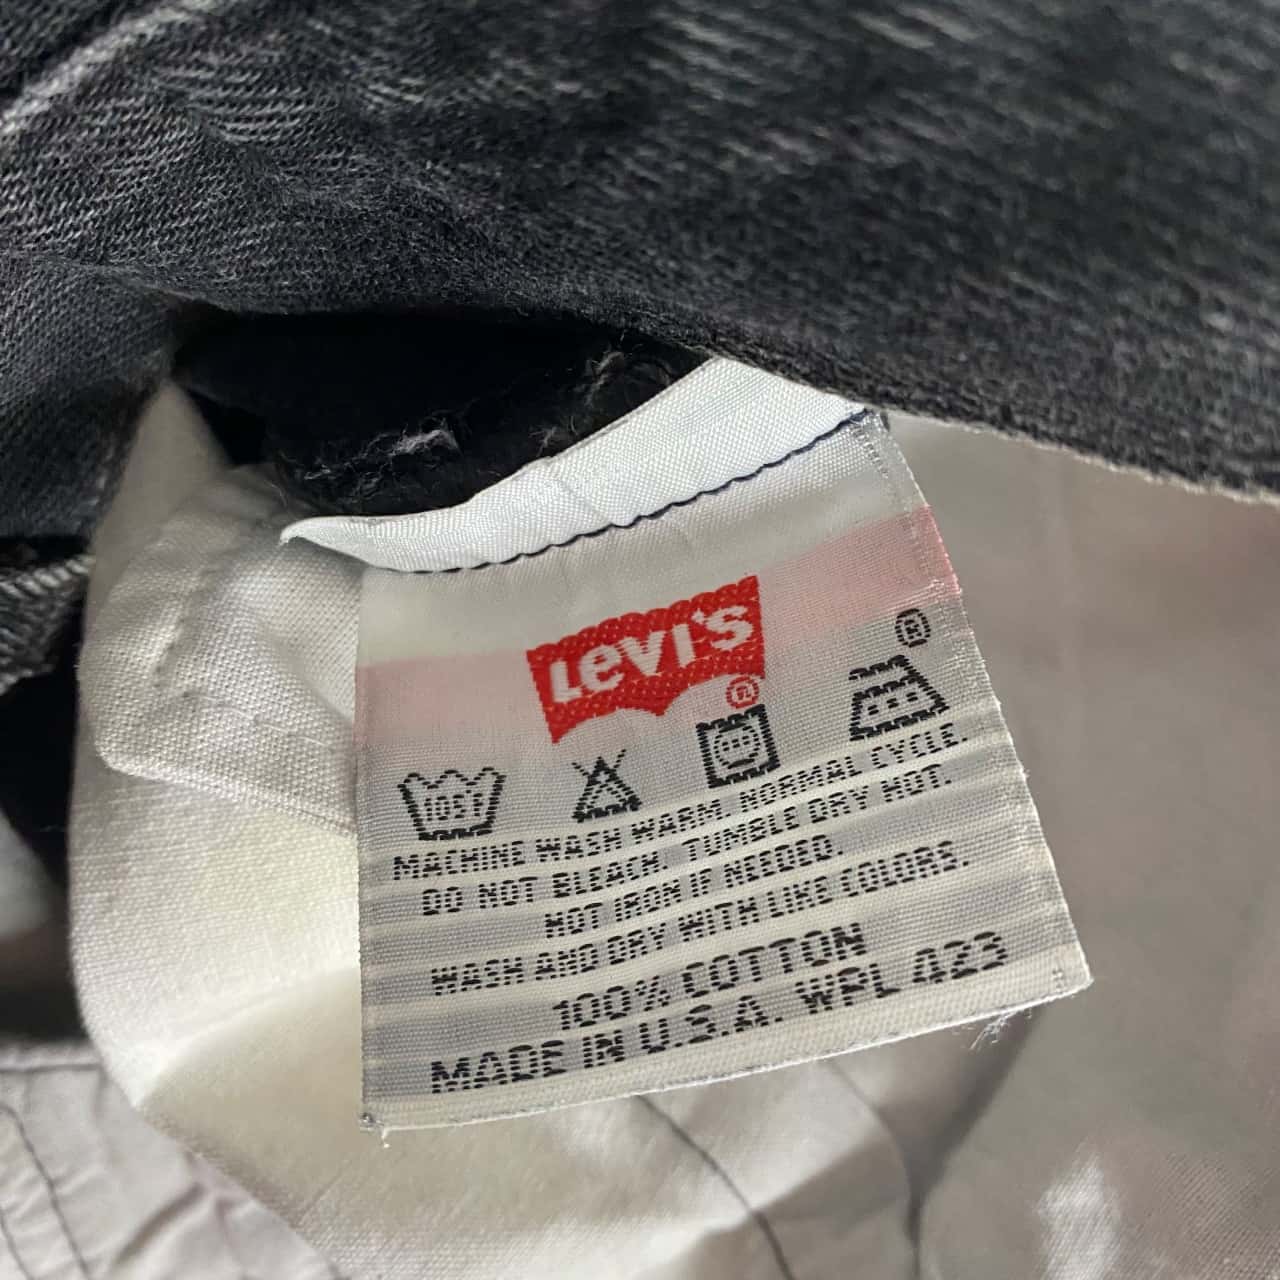 Levi's
®
®
105°F
MACHINE WASH WARM. NORMAL CYCLE.
DO NOT BLEACH. TUMBLE DRY HOT.
HOT IRON IF NEEDED.
WASH AND DRY WITH LIKE COLORS.
100% COTTON
MADE IN U.S.A. WPL 423